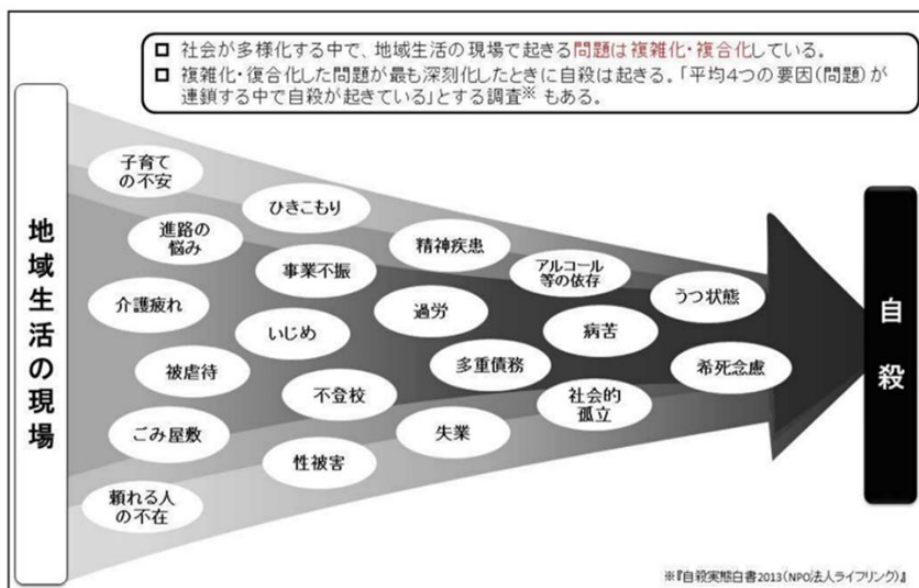 □ 社会が多様化する中で、地域生活の現場で起きる問題は複雑化・複合化している。
□ 複雑化・復合化した問題が最も深刻化したときに自殺は起きる。「平均4つの要因(問題)が
連鎖する中で自殺が起きている」とする調査※ もある。
地域生活の現場
子育て
の不安
進路の
悩み
介護疲れ
被虐待
ごみ屋敷
頼れる人
の不在
ひきこもり
事業不振
いじめ
不登校
性被害
精神疾患
過労
多重債務
失業
アルコール
等の依存
病苦
社会的
孤立
うつ状態
希死念慮
自殺
※『自殺実態白書2013(NPO法人ライフリンク)』